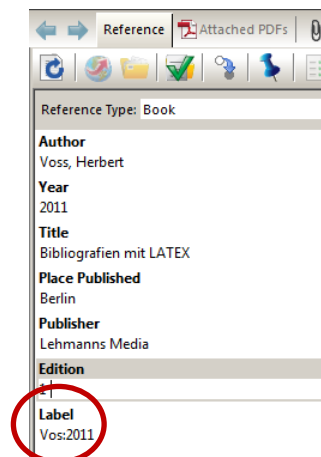 Reference Attached PDFs
Reference Type: Book
Author
Voss, Herbert
Year
2011
Title
Bibliografien mit LATEX
Place Published
Berlin
Publisher
Lehmanns Media
Edition
1
Label
Vos:2011